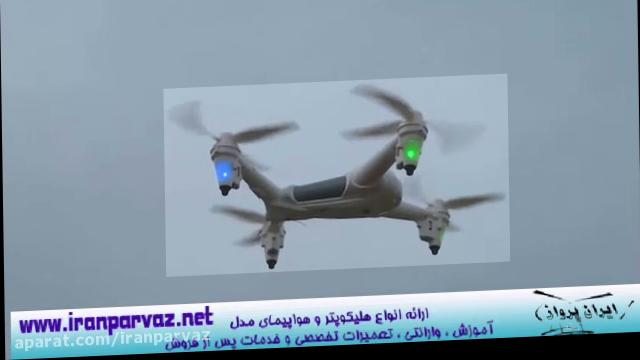 www.iranparvaz.net
ارائه انواع هلیکوپتر و هواپیمای مدل
آموزش ، وارانتی ، تعمیرات تخصصی و خدمات پس از فروش
ایران پرواز
aparat.com/iranparvaz